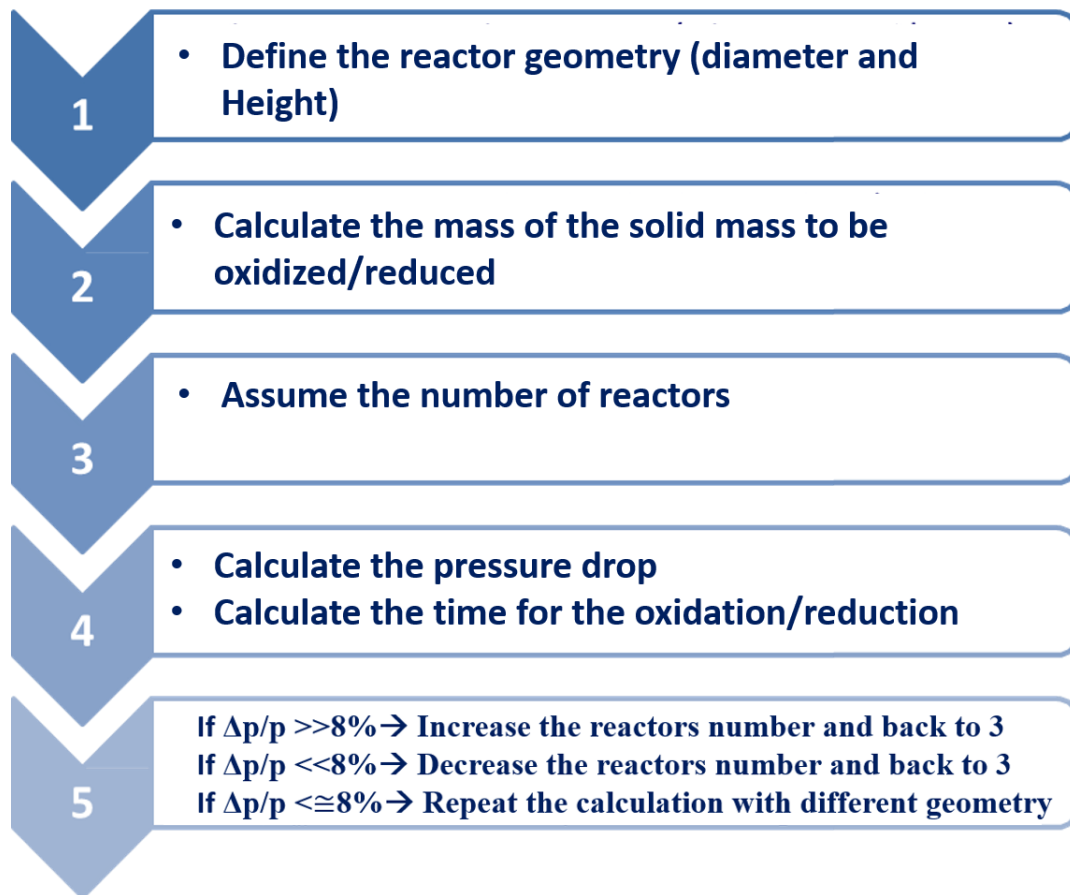 1
• Define the reactor geometry (diameter and
Height)
2
• Calculate the mass of the solid mass to be
oxidized/reduced
3
• Assume the number of reactors
4
• Calculate the pressure drop
• Calculate the time for the oxidation/reduction
5
If Δp/p >>8%→ Increase the reactors number and back to 3
If Δp/p <<8%→ Decrease the reactors number and back to 3
If Δp/p <≅8%→ Repeat the calculation with different geometry